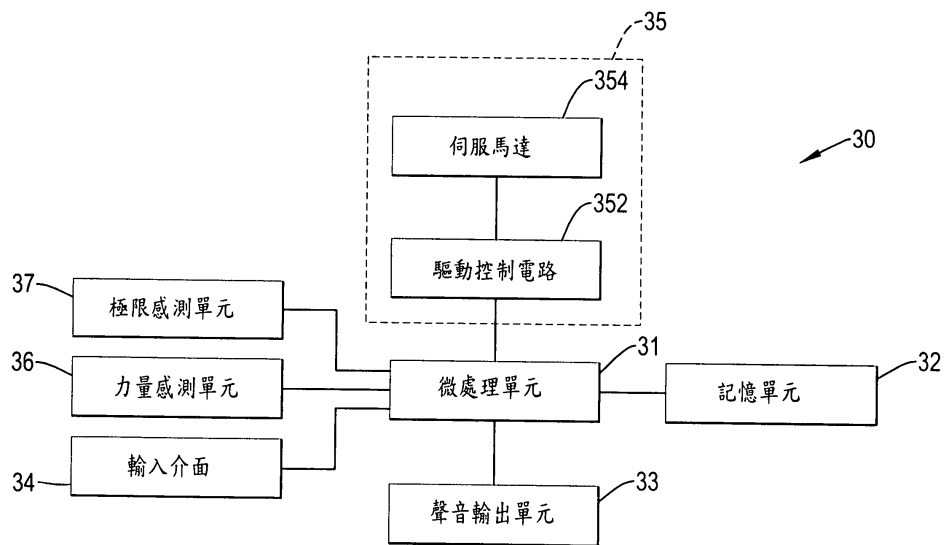 35
354
伺服馬達
30
352
驅動控制電路
37
極限感測單元
36
力量感測單元
31
微處理單元
32
記憶單元
34
輸入介面
33
聲音輸出單元